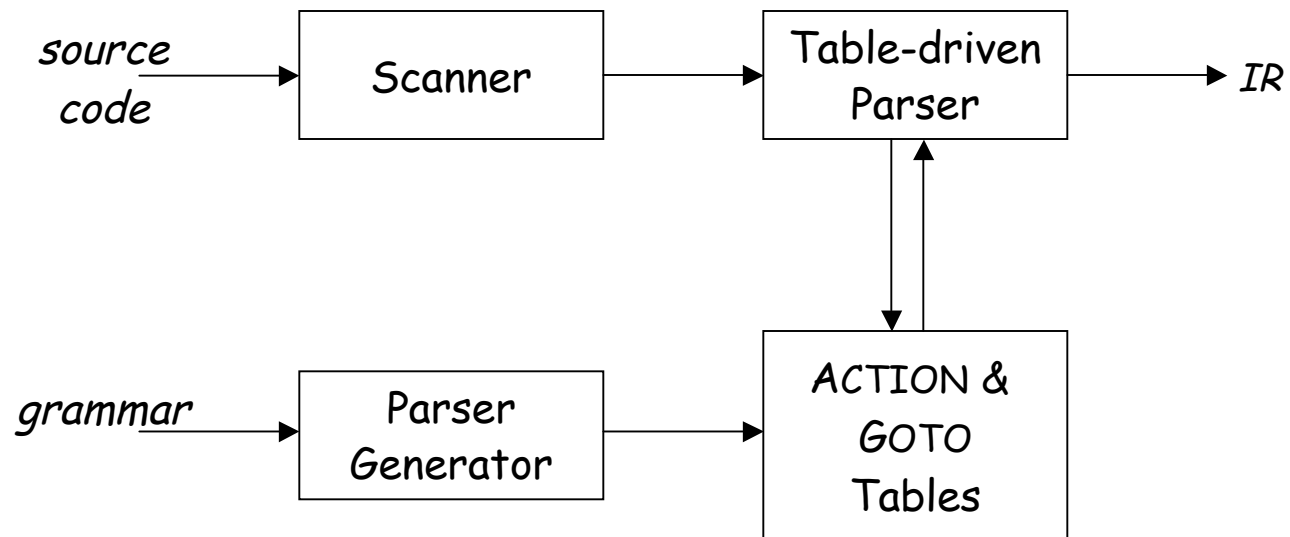 source
code
Scanner
Table-driven
Parser
IR
grammar
Parser
Generator
ACTION &
GOTO
Tables